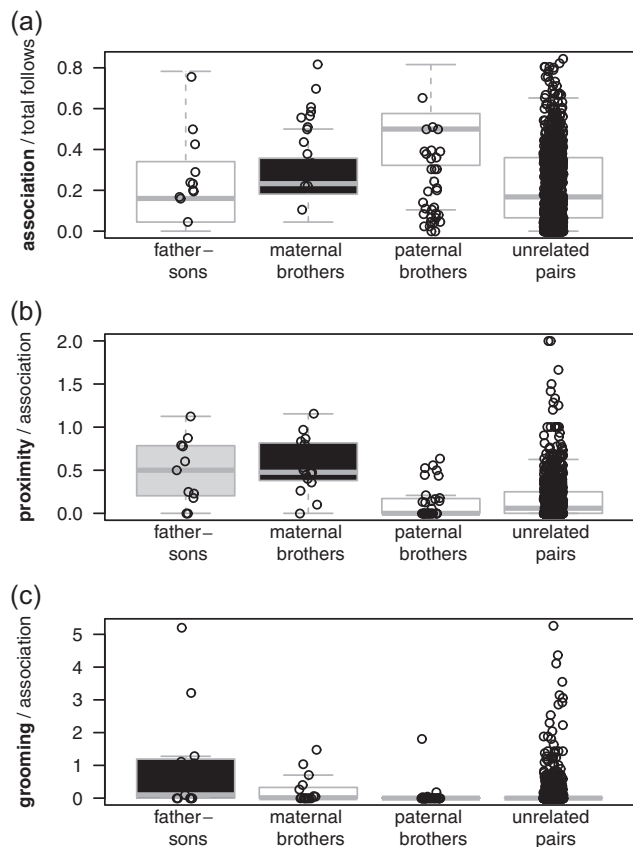 (a)
association / total follows
0.8
0.6
0.4
0.2
0.0
father–
sons
maternal
brothers
paternal
brothers
unrelated
pairs
(b)
proximity / association
2.0
1.5
1.0
0.5
0.0
father–
sons
maternal
brothers
paternal
brothers
unrelated
pairs
(c)
grooming / association
5
4
3
2
1
0
father–
sons
maternal
brothers
paternal
brothers
unrelated
pairs